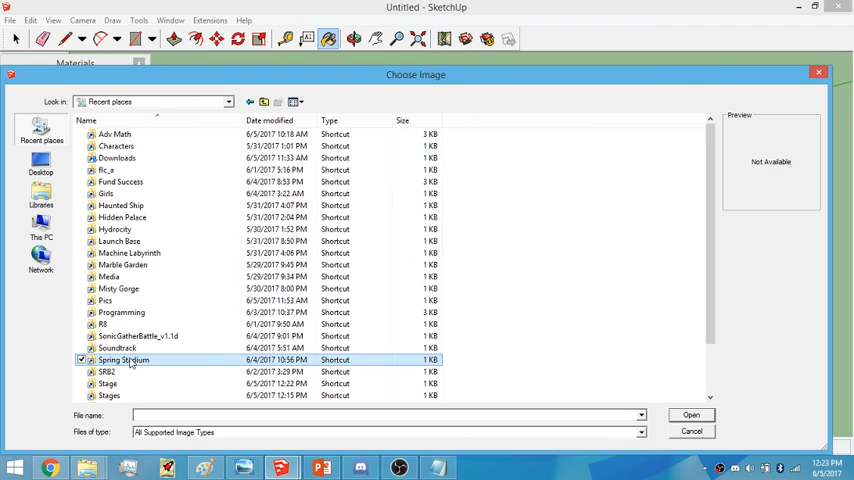 Untitled - SketchUp
File Edit View Camera Draw Tools Window Extensions Help
Materials
Choose Image
Look in: Recent places
Name Date modified Type Size
Preview
Not Available
Recent places
Desktop
Libraries
This PC
Network
Adv Math 6/5/2017 10:18 AM Shortcut 3 KB
Characters 5/31/2017 1:01 PM Shortcut 1 KB
Downloads 6/5/2017 11:33 AM Shortcut 1 KB
flc_a 6/1/2017 5:16 PM Shortcut 1 KB
Fund Success 6/4/2017 8:53 PM Shortcut 3 KB
Girls 6/4/2017 3:22 AM Shortcut 1 KB
Haunted Ship 5/31/2017 4:07 PM Shortcut 1 KB
Hidden Palace 5/31/2017 2:04 PM Shortcut 1 KB
Hydrocity 5/30/2017 1:52 PM Shortcut 1 KB
Launch Base 5/31/2017 8:50 PM Shortcut 1 KB
Machine Labyrinth 5/31/2017 4:06 PM Shortcut 1 KB
Marble Garden 5/29/2017 9:45 PM Shortcut 1 KB
Media 5/29/2017 9:34 PM Shortcut 1 KB
Misty Gorge 5/30/2017 8:00 PM Shortcut 1 KB
Pics 6/5/2017 11:53 AM Shortcut 1 KB
Programming 6/3/2017 10:37 PM Shortcut 3 KB
R8 6/1/2017 9:50 AM Shortcut 1 KB
SonicGatherBattle_v1.1d 6/4/2017 9:01 PM Shortcut 1 KB
Soundtrack 6/4/2017 5:51 AM Shortcut 1 KB
Spring Stadium 6/4/2017 10:56 PM Shortcut 1 KB
SRB2 6/2/2017 3:29 PM Shortcut 1 KB
Stage 6/5/2017 12:22 PM Shortcut 1 KB
Stages 6/5/2017 12:15 PM Shortcut 1 KB
File name: Open
Files of type: All Supported Image Types Cancel
12:23 PM
6/5/2017